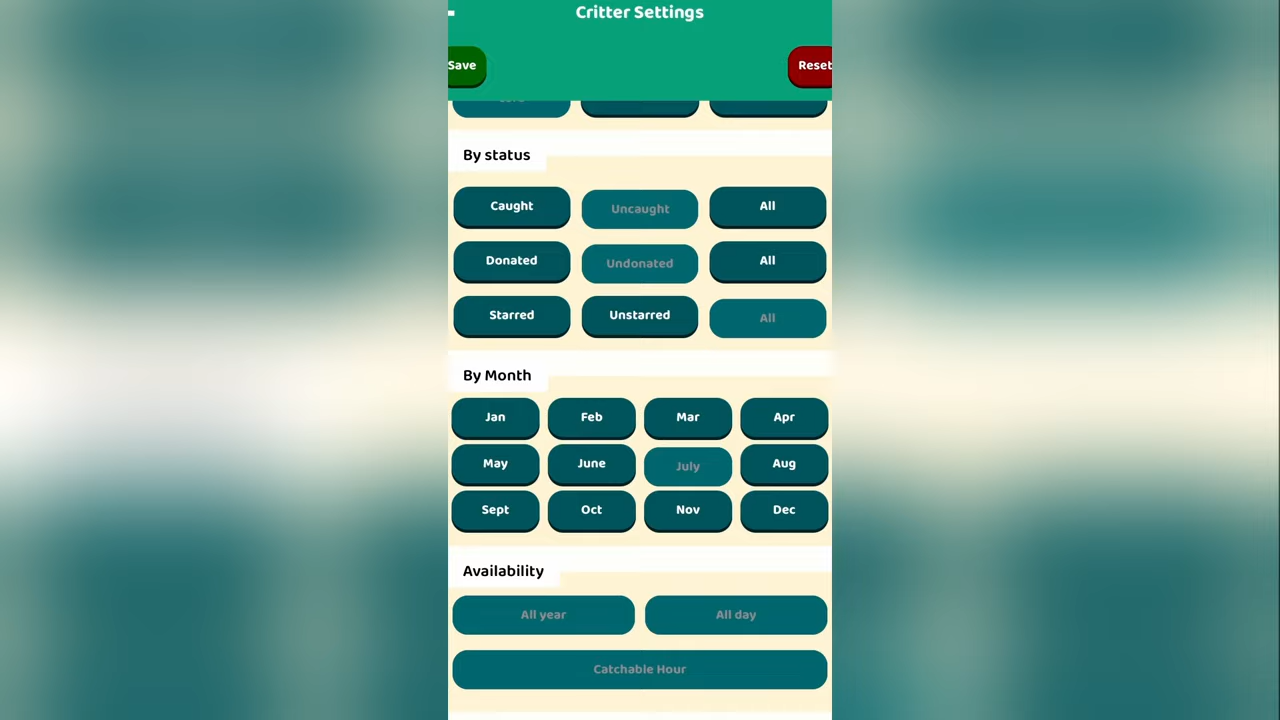 Critter Settings
Save Reset
By status
Caught Uncaught All
Donated Undonated All
Starred Unstarred All
By Month
Jan Feb Mar Apr
May June July Aug
Sept Oct Nov Dec
Availability
All year All day
Catchable Hour